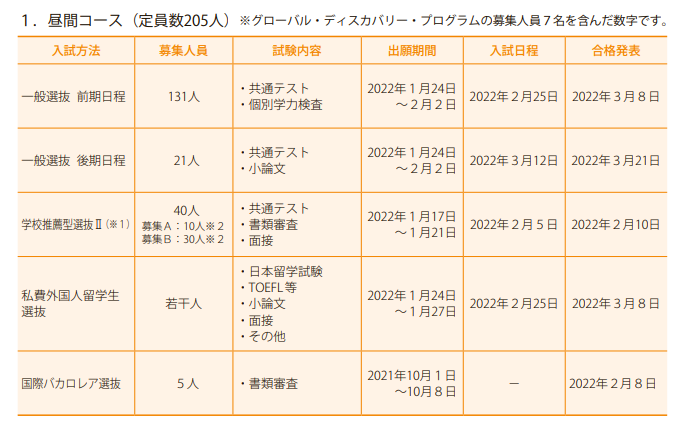 1．昼間コース（定員数205人）※グローバル・ディスカバリー・プログラムの募集人員７名を含んだ数字です。
入試方法 募集人員 試験内容 出願期間 入試日程 合格発表
一般選抜 前期日程 131人 ・共通テスト
・個別学力検査 2022年１月24日
～２月２日 2022年２月25日 2022年３月８日
一般選抜 後期日程 21人 ・共通テスト
・小論文 2022年１月24日
～２月２日 2022年３月12日 2022年３月21日
学校推薦型選抜Ⅱ（※１） 40人
募集Ａ：10人※２
募集Ｂ：30人※２ ・共通テスト
・書類審査
・面接 2022年１月17日
～１月21日 2022年２月５日 2022年２月10日
私費外国人留学生
選抜 若干人 ・日本留学試験
・TOEFL等
・小論文
・面接
・その他 2022年１月24日
～１月27日 2022年２月25日 2022年３月８日
国際バカロレア選抜 ５人 ・書類審査 2021年10月１日
～10月８日 － 2022年２月８日